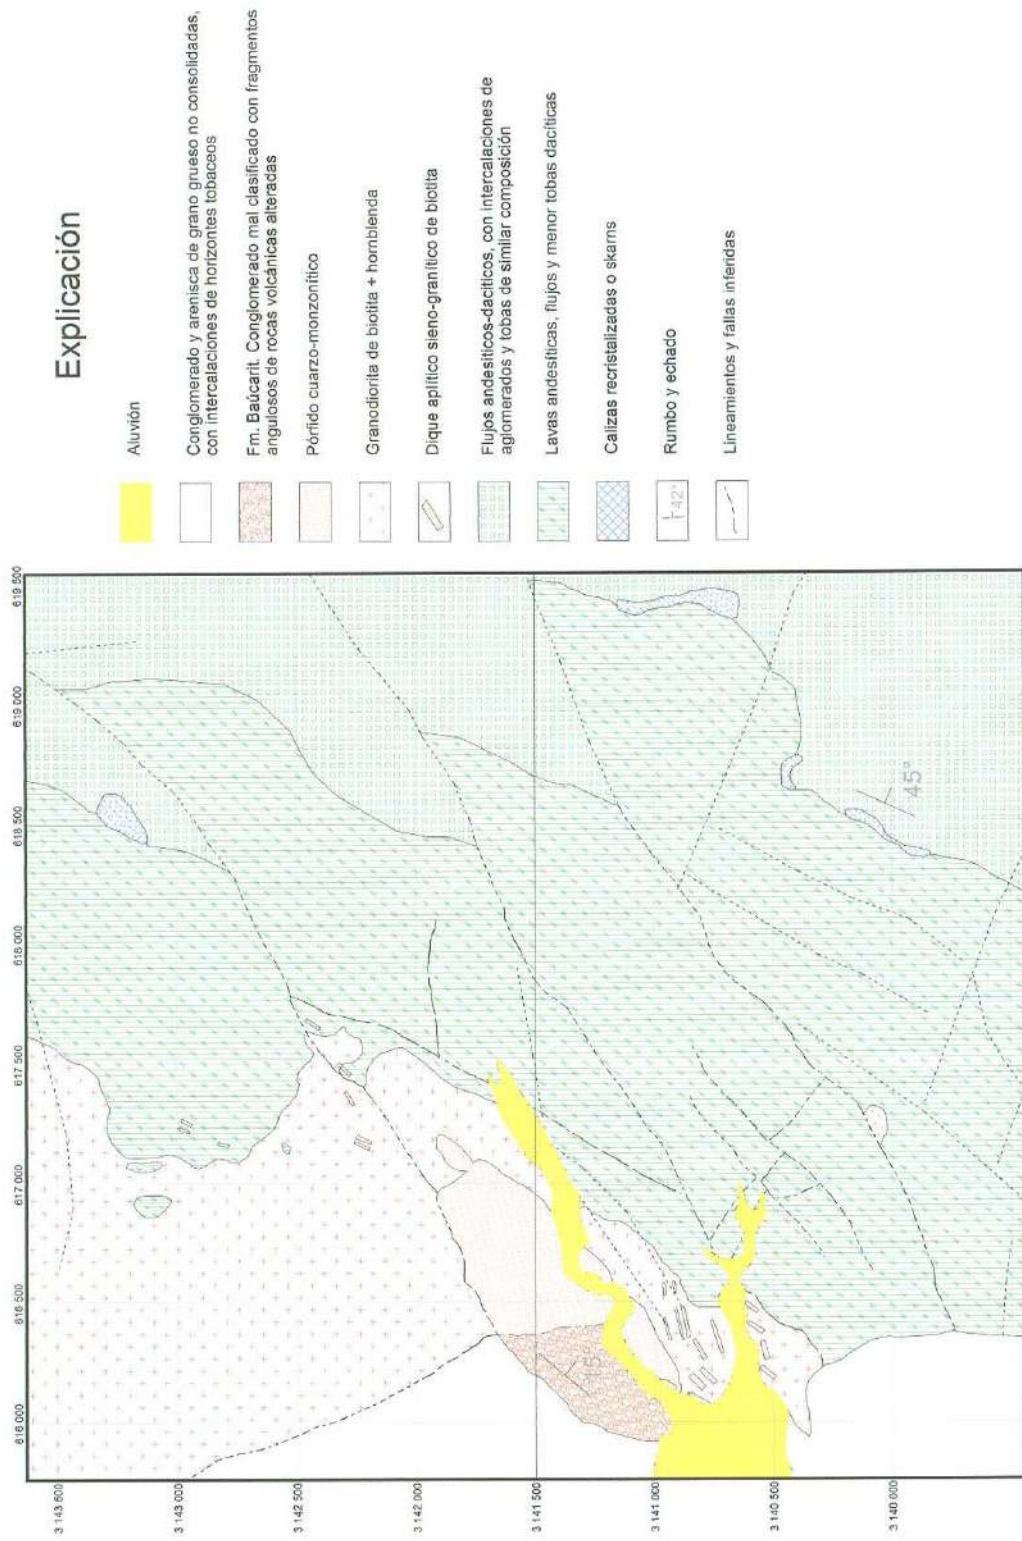 Explicación
Aluvión
Conglomerado y arenisca de grano grueso no consolidadas,
con intercalaciones de horizontes tobaceos
Fm. Baúcarit. Conglomerado mal clasificado con fragmentos
angulosos de rocas volcánicas alteradas
Pórfido cuarzo-monzonítico
Granodiorita de biotita + hornblenda
Dique aplítico sieno-granítico de biotita
Flujos andesíticos-dacíticos, con intercalaciones de
aglomerados y tobas de similar composición
Lavas andesíticas, flujos y menor tobas dacíticas
Calizas recristalizadas o skarns
42°
Rumbo y echado
Lineamientos y fallas inferidas
616 000
616 500
617 000
617 500
618 000
618 500
619 000
619 500
3 143 500
3 143 000
3 142 500
3 142 000
3 141 500
3 141 000
3 140 500
3 140 000
45°